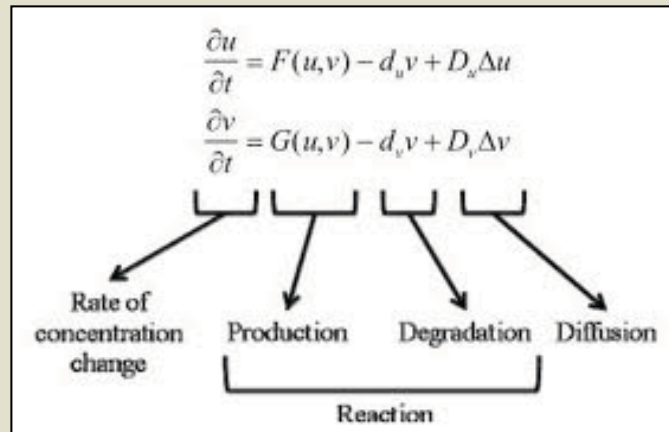 ∂u/∂t = F(u,v) − d_u v + D_u Δu
∂v/∂t = G(u,v) − d_v v + D_v Δv
Rate of
concentration
change
Production
Degradation
Diffusion
Reaction